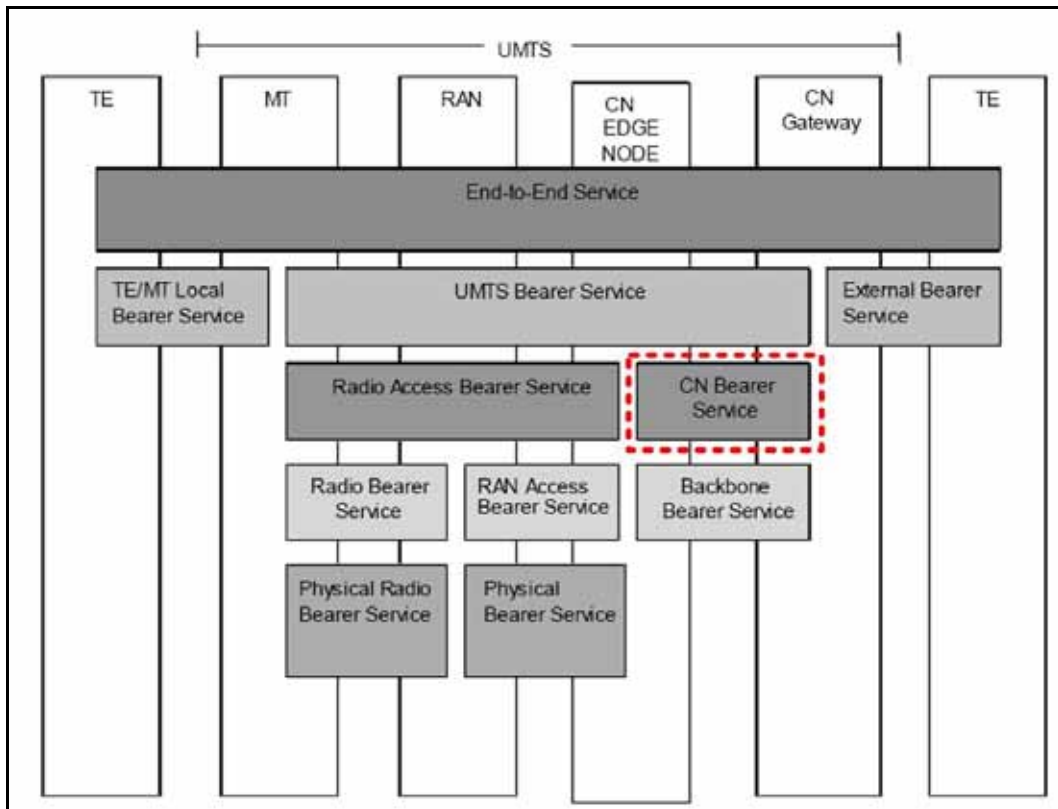 UMTS
TE
MT
RAN
CN
EDGE
NODE
CN
Gateway
TE
End-to-End Service
TE/MT Local
Bearer Service
UMTS Bearer Service
External Bearer
Service
Radio Access Bearer Service
CN Bearer
Service
Radio Bearer
Service
RAN Access
Bearer Service
Backbone
Bearer Service
Physical Radio
Bearer Service
Physical
Bearer Service